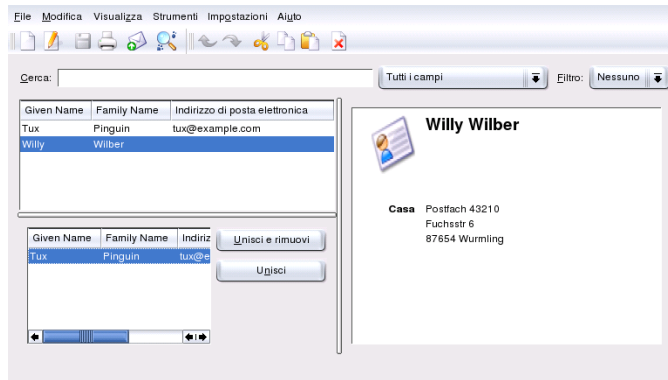 File Modifica Visualizza Strumenti Impostazioni Aiuto
Cerca: Tutti i campi Filtro: Nessuno
Given Name Family Name Indirizzo di posta elettronica
Tux Pinguin tux@example.com
Willy Wilber
Willy Wilber
Casa Postfach 43210
Fuchsstr 6
87654 Wurmling
Given Name Family Name Indiriz
Tux Pinguin tux@e
Unisci e rimuovi
Unisci